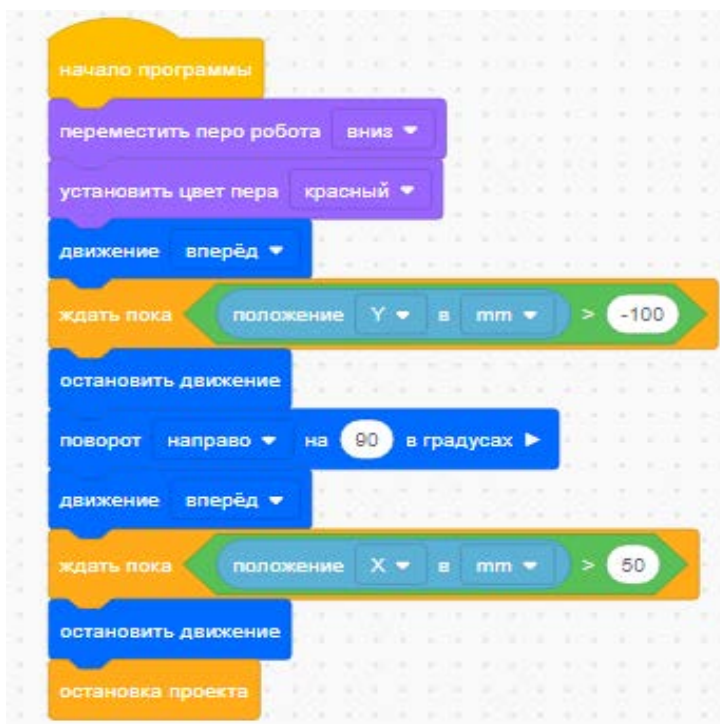 начало программы
переместить перо робота вниз
установить цвет пера красный
движение вперёд
ждать пока положение Y в mm > -100
остановить движение
поворот направо на 90 в градусах
движение вперёд
ждать пока положение X в mm > 50
остановить движение
остановка проекта